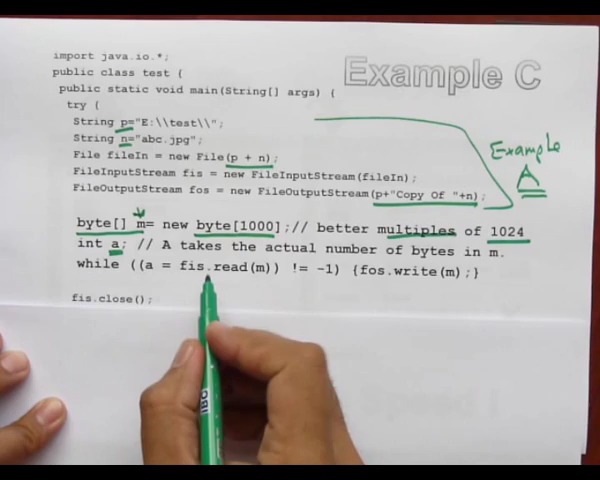 import java.io.*;
Example C
public class test {
public static void main(String[] args) {
try {
String p="E:\\test\\";
String n="abc.jpg";
Example
A
File fileIn = new File(p + n);
FileInputStream fis = new FileInputStream(fileIn);
FileOutputStream fos = new FileOutputStream(p+"Copy Of "+n);
byte[] m= new byte[1000];// better multiples of 1024
int a; // A takes the actual number of bytes in m.
while ((a = fis.read(m)) != -1) {fos.write(m);}
fis.close();